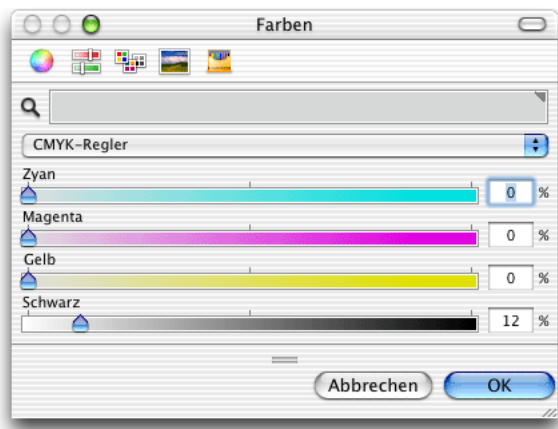 Farben
CMYK-Regler
Zyan
0 %
Magenta
0 %
Gelb
0 %
Schwarz
12 %
Abbrechen OK